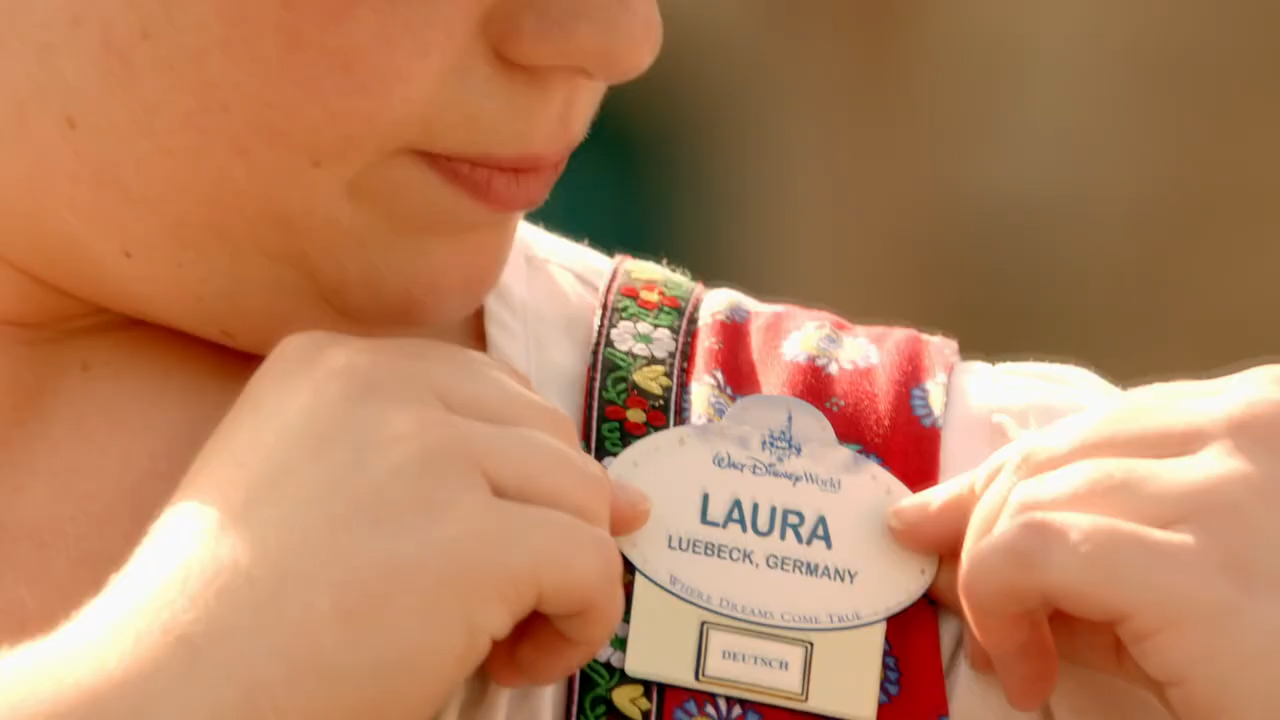 Walt Disney World
LAURA
LUEBECK, GERMANY
WHERE DREAMS COME TRUE
DEUTSCH